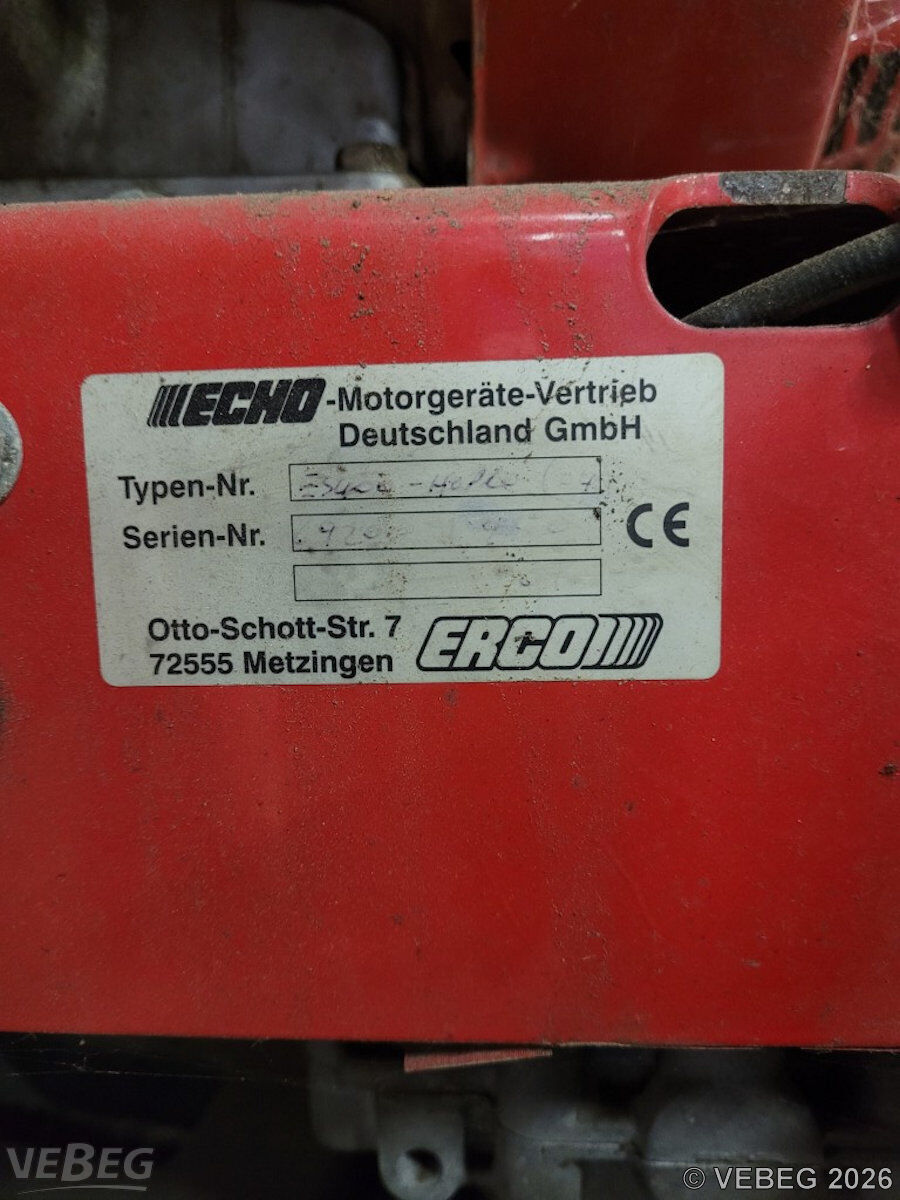 ECHO-Motorgeräte-Vertrieb
Deutschland GmbH
Typen-Nr.
Serien-Nr.
CE
Otto-Schott-Str. 7
72555 Metzingen
ERCO
VEBEG
© VEBEG 2026